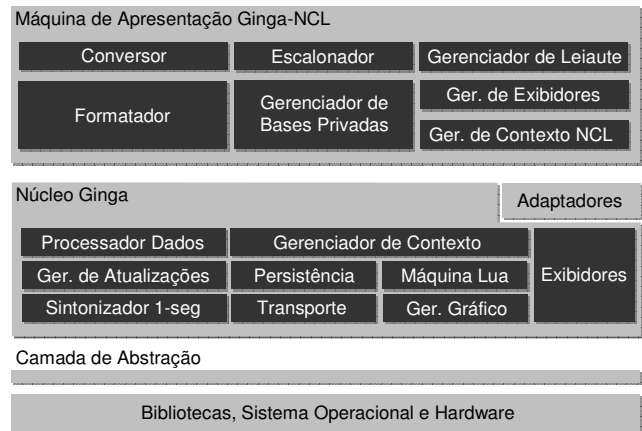 Máquina de Apresentação Ginga-NCL
Conversor
Escalonador
Gerenciador de Leiaute
Formatador
Gerenciador de
Bases Privadas
Ger. de Exibidores
Ger. de Contexto NCL
Núcleo Ginga
Adaptadores
Processador Dados
Gerenciador de Contexto
Exibidores
Ger. de Atualizações
Persistência
Máquina Lua
Sintonizador 1-seg
Transporte
Ger. Gráfico
Camada de Abstração
Bibliotecas, Sistema Operacional e Hardware